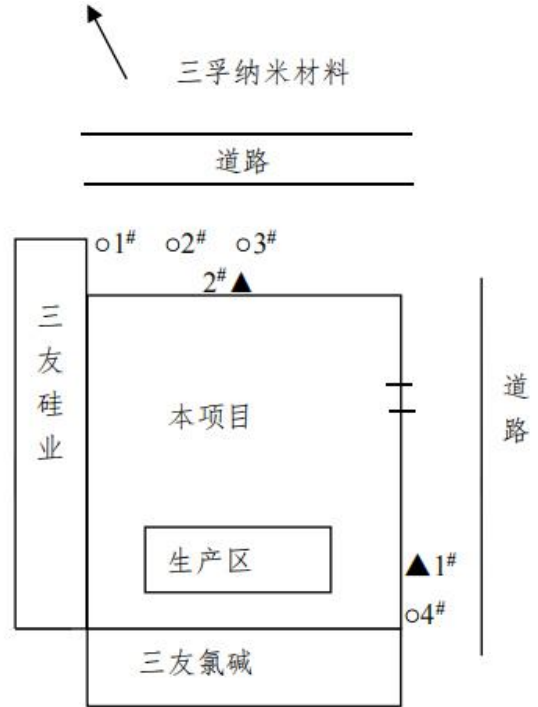 三孚纳米材料
道路
○1# ○2# ○3#
2#▲
三友硅业
本项目
道路
生产区
▲1#
○4#
三友氯碱